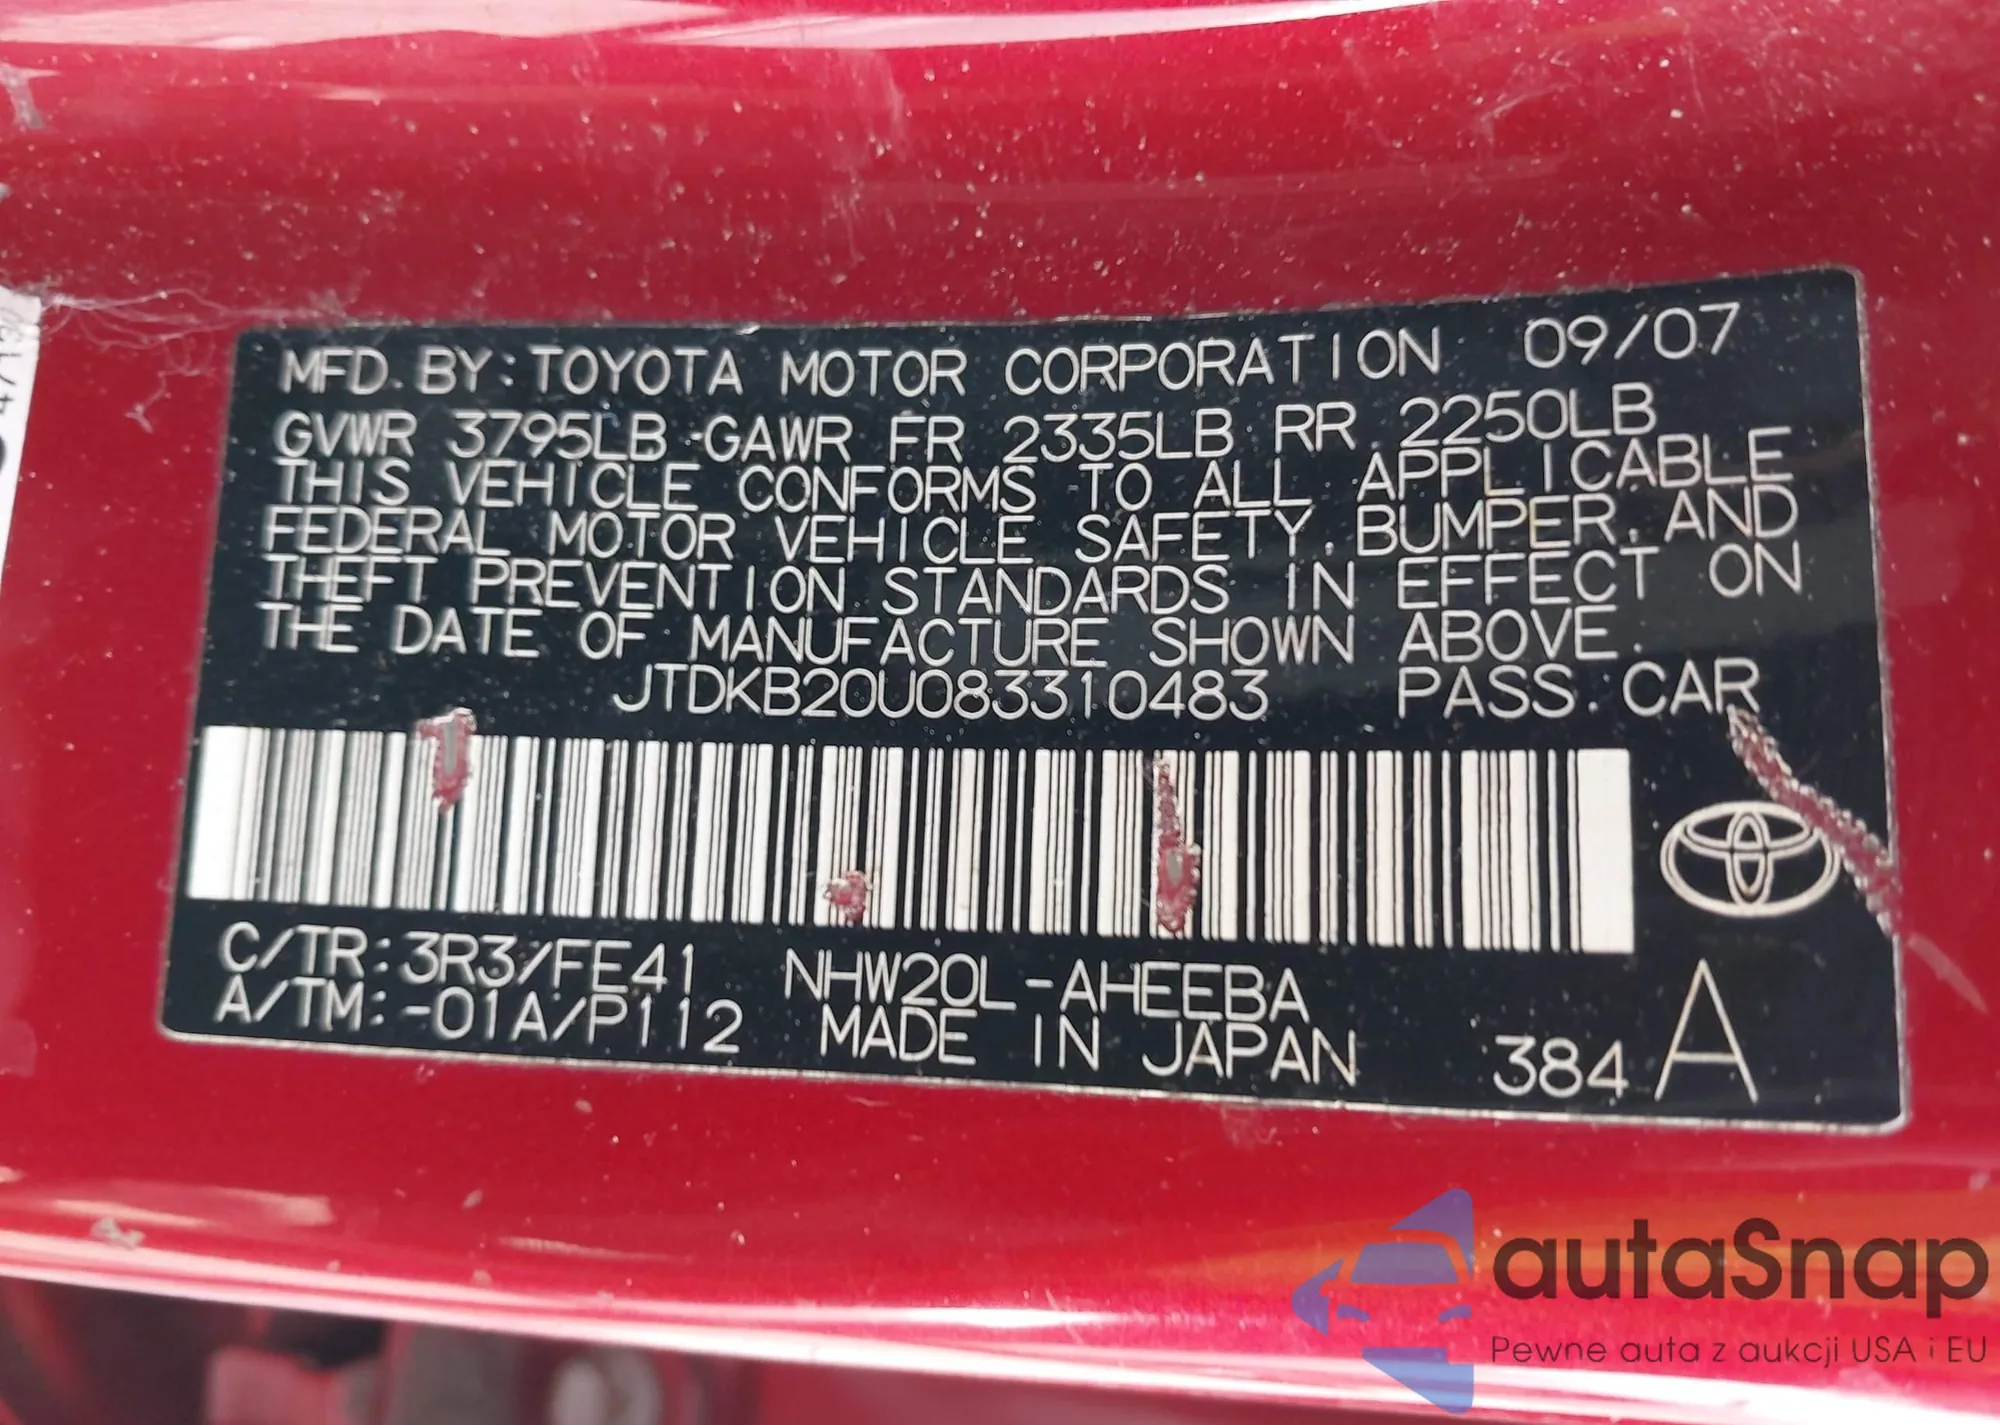 MFD. BY: TOYOTA MOTOR CORPORATION 09/07
GVWR 3795LB GAWR FR 2335LB RR 2250LB
THIS VEHICLE CONFORMS TO ALL APPLICABLE
FEDERAL MOTOR VEHICLE SAFETY, BUMPER, AND
THEFT PREVENTION STANDARDS IN EFFECT ON
THE DATE OF MANUFACTURE SHOWN ABOVE.
JTDKB20U083310483 PASS. CAR
C/TR: 3R3/FE41 NHW20L-AHEEBA
A/TM: -01A/P112 MADE IN JAPAN 384 A
autaSnap
Pewne auta z aukcji USA i EU